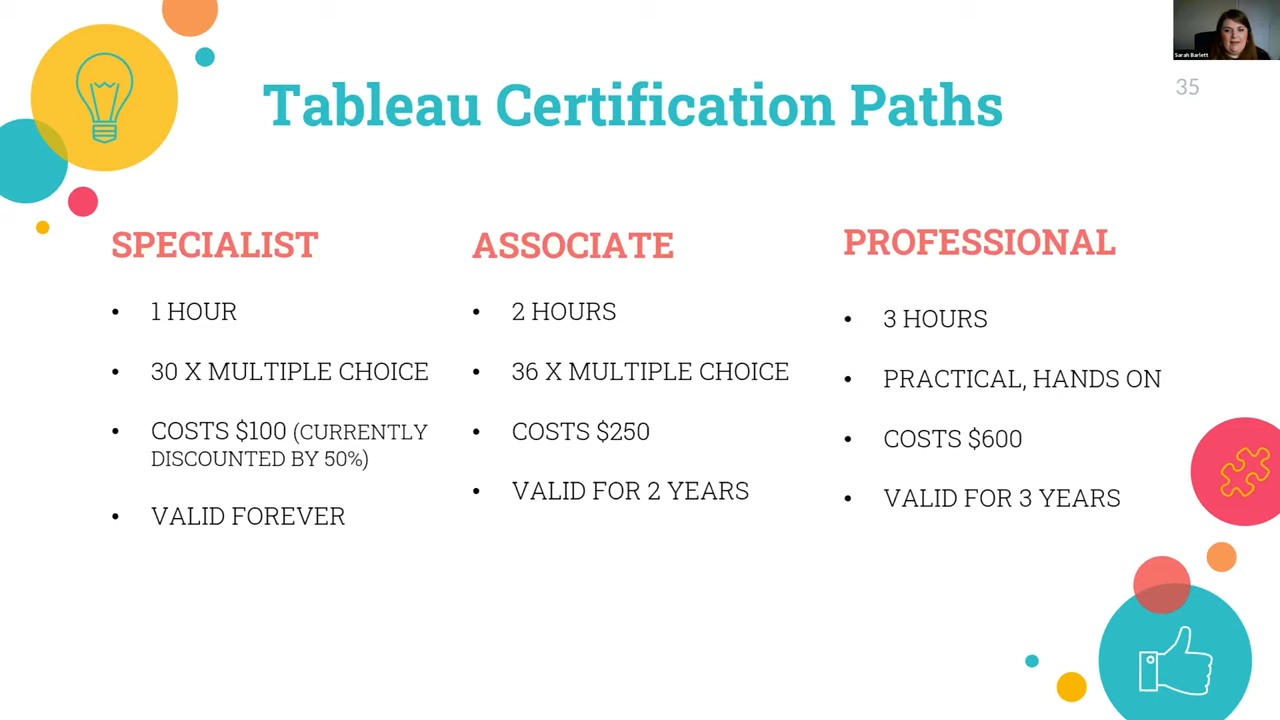 Sarah Barlett
35
Tableau Certification Paths
SPECIALIST
• 1 HOUR
• 30 X MULTIPLE CHOICE
• COSTS $100 (CURRENTLY
DISCOUNTED BY 50%)
• VALID FOREVER
ASSOCIATE
• 2 HOURS
• 36 X MULTIPLE CHOICE
• COSTS $250
• VALID FOR 2 YEARS
PROFESSIONAL
• 3 HOURS
• PRACTICAL, HANDS ON
• COSTS $600
• VALID FOR 3 YEARS